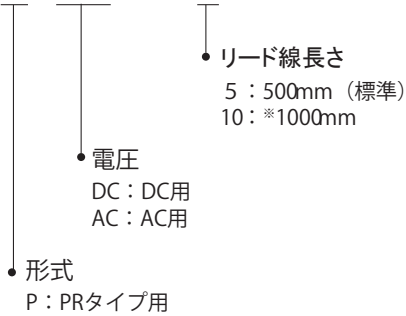 リード線長さ
5：500mm（標準）
10：※1000mm
電圧
DC：DC用
AC：AC用
形式
P：PRタイプ用